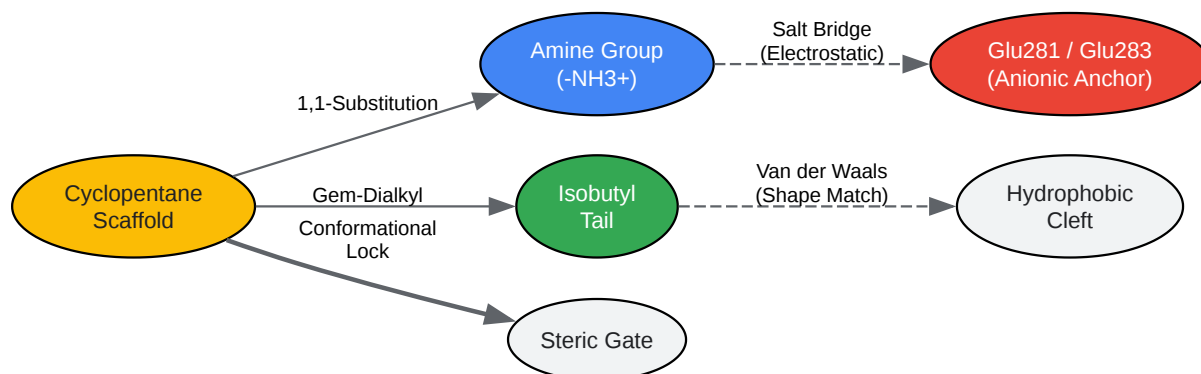 Amine Group
(-NH3+)
Salt Bridge
(Electrostatic)
Glu281 / Glu283
(Anionic Anchor)
1,1-Substitution
Cyclopentane
Scaffold
Gem-Dialkyl
Isobutyl
Tail
Van der Waals
(Shape Match)
Hydrophobic
Cleft
Conformational
Lock
Steric Gate